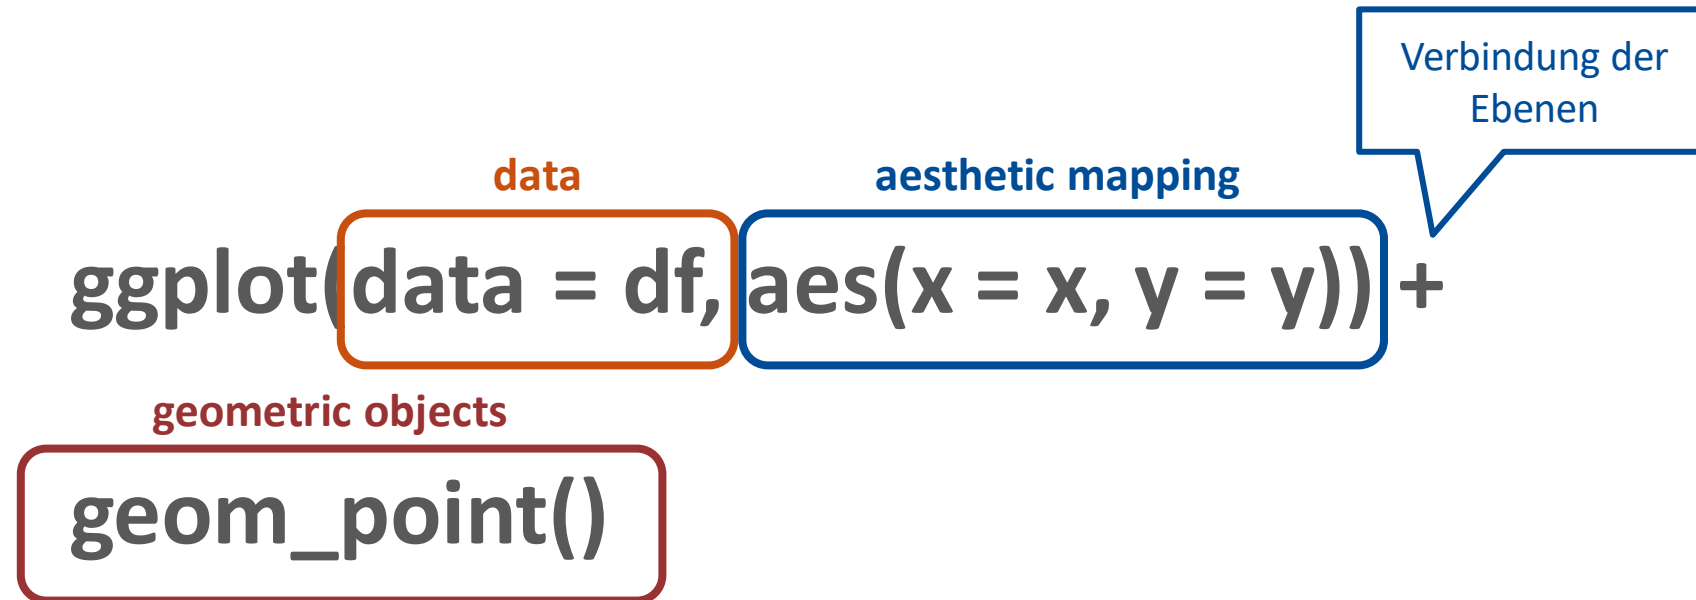 Verbindung der
Ebenen
data
aesthetic mapping
ggplot(data = df, aes(x = x, y = y)) +
geometric objects
geom_point()